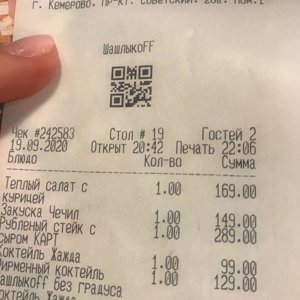 г. Кемерово, пр-кт. Советский,
ШашлыкоFF
Чек #242583 Стол # 19 Гостей 2
19.09.2020 Открыт 20:42 Печать 22:06
Блюдо Кол-во Сумма
Теплый салат с 1.00 169.00
курицей
Закуска Чечил 1.00 149.00
Рубленый стейк с 1.00 289.00
сыром КАРТ
Коктейль Жажда 1.00 99.00
Фирменный коктейль 1.00 129.00
Шашлыкоff без градуса
Коктейль Жажда